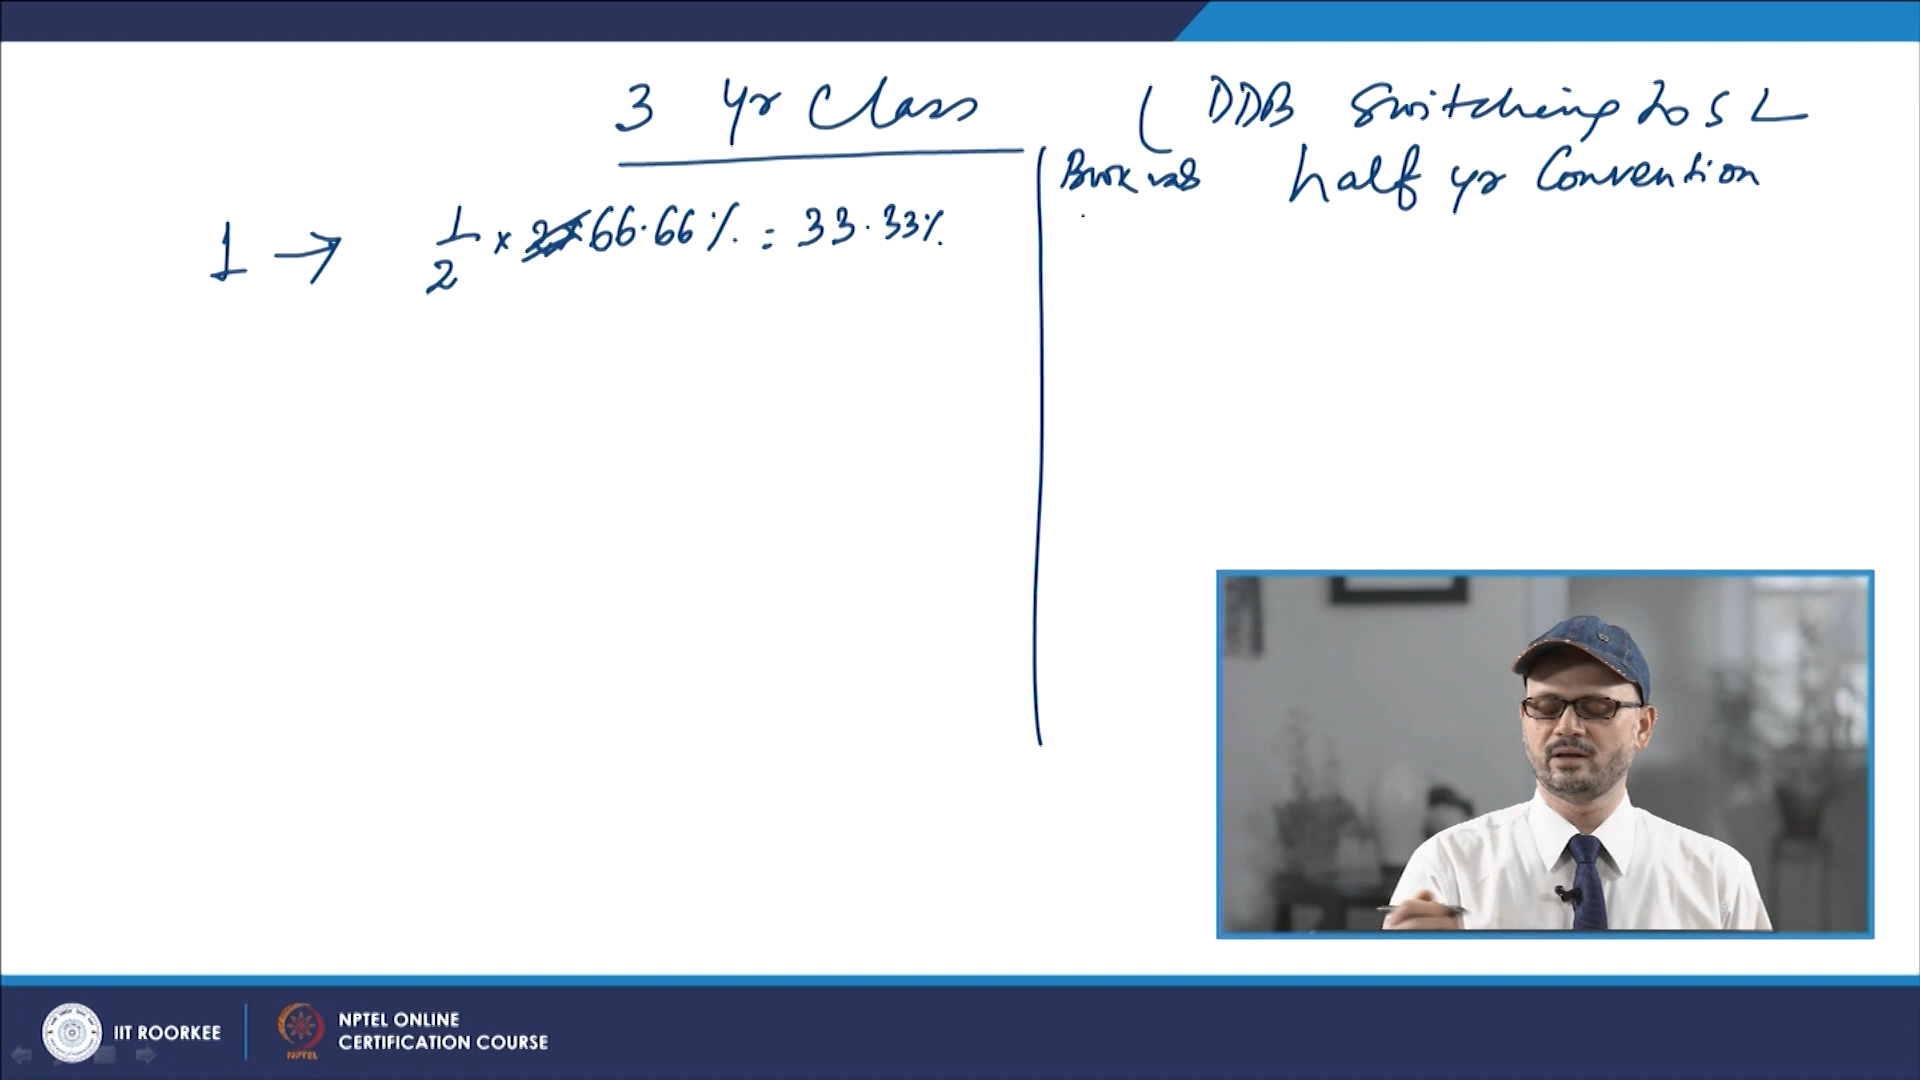 3 yr Class ( DDB Switching to SL
Book val half yr Convention
1 → 1/2 × 66.66% = 33.33%
IIT ROORKEE
NPTEL
NPTEL ONLINE
CERTIFICATION COURSE